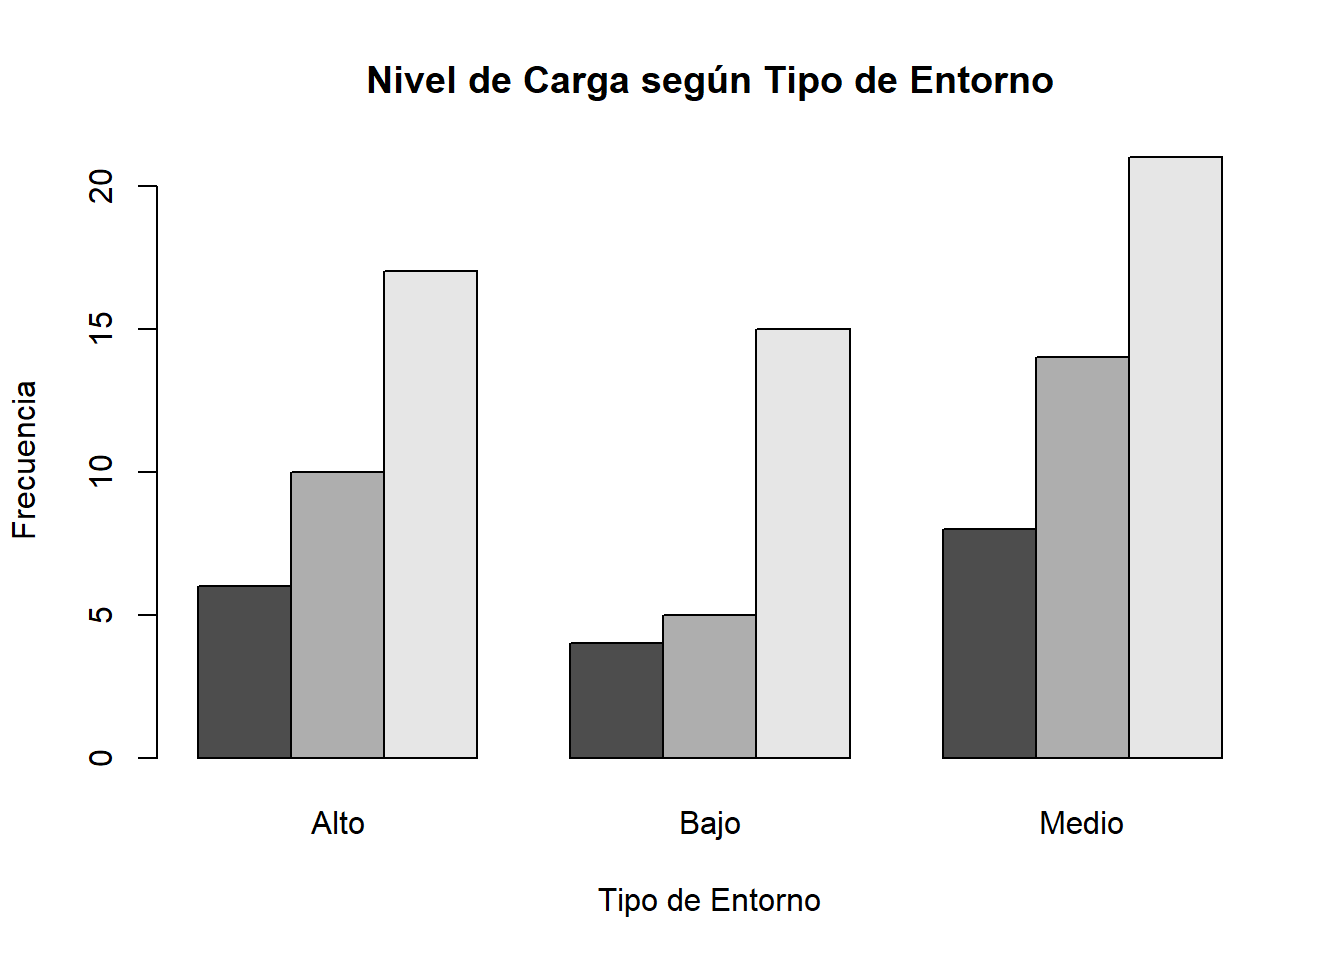 Nivel de Carga según Tipo de Entorno
20
15
10
5
0
Frecuencia
Alto Bajo Medio
Tipo de Entorno